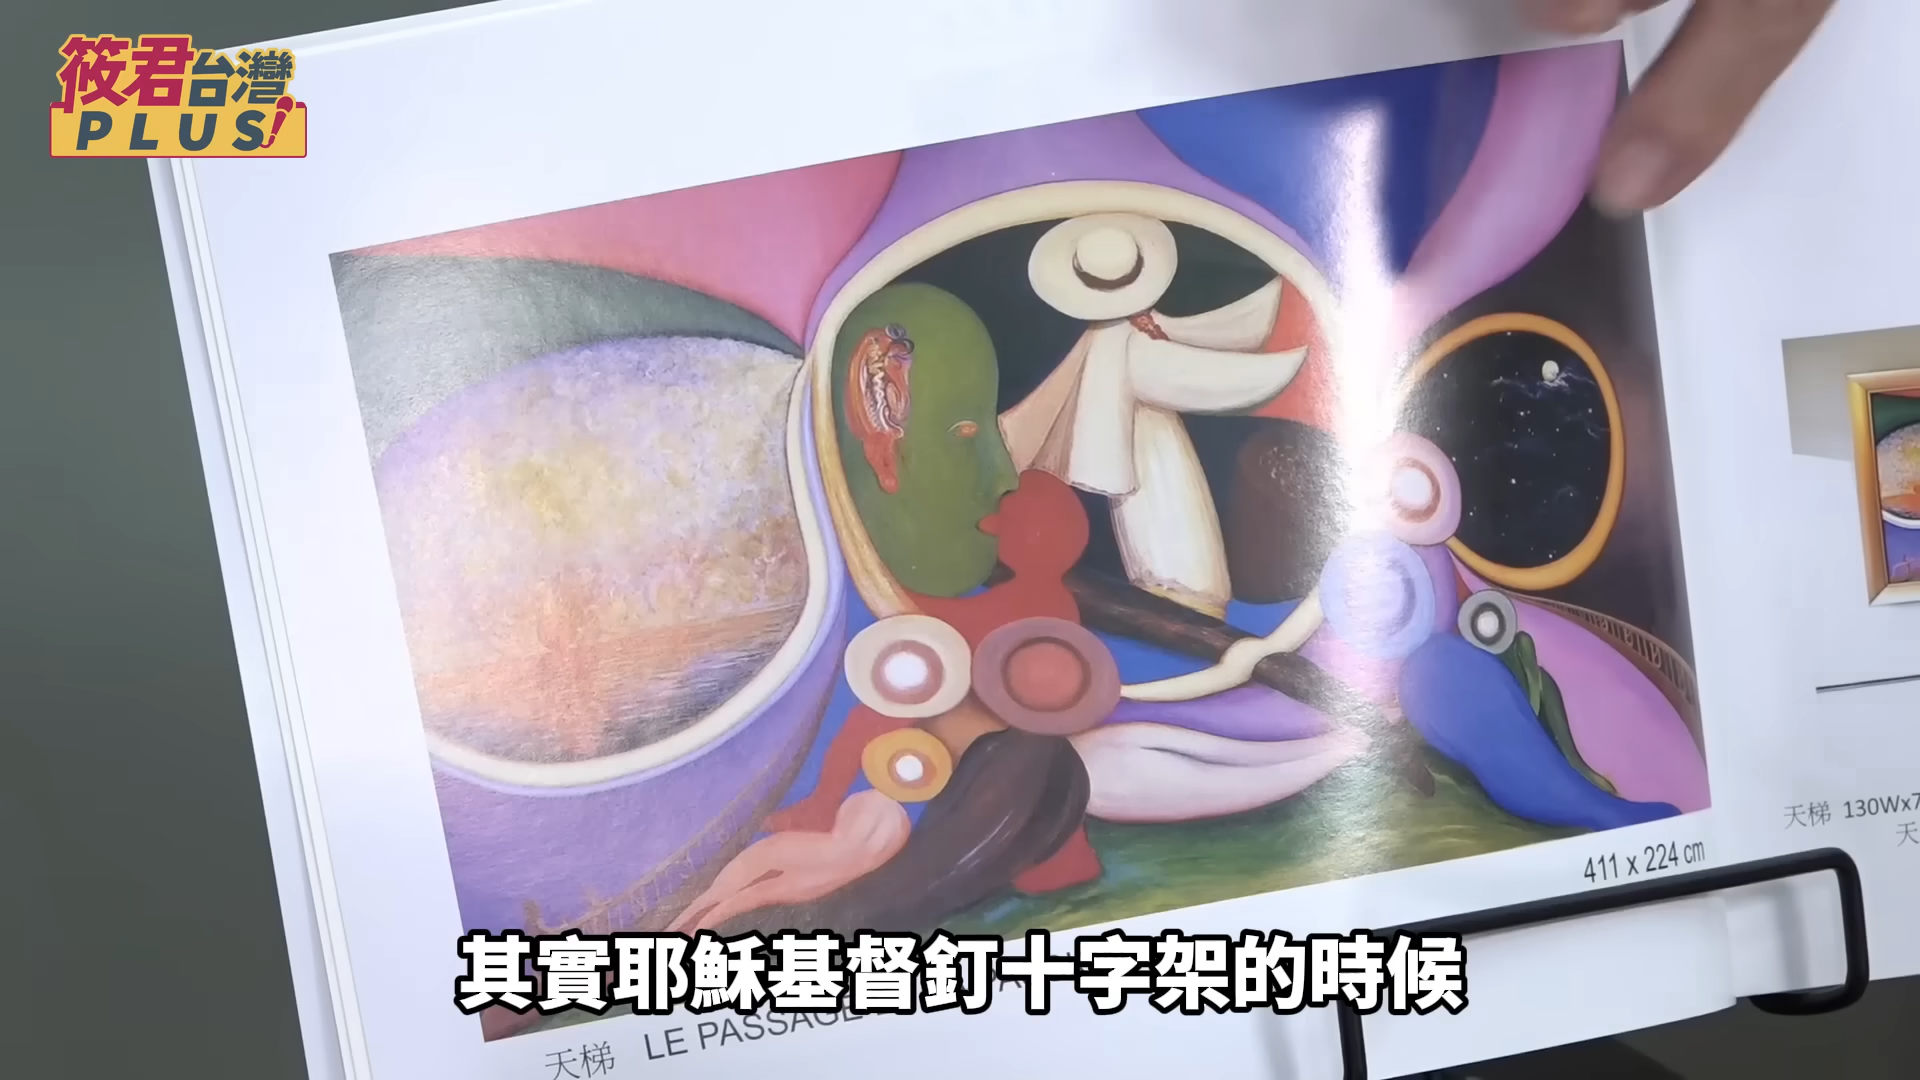 筱君台灣
PLUS
411 x 224 cm
天梯 130Wx7
天
其實耶穌基督釘十字架的時候
天梯 LE PASSAGE